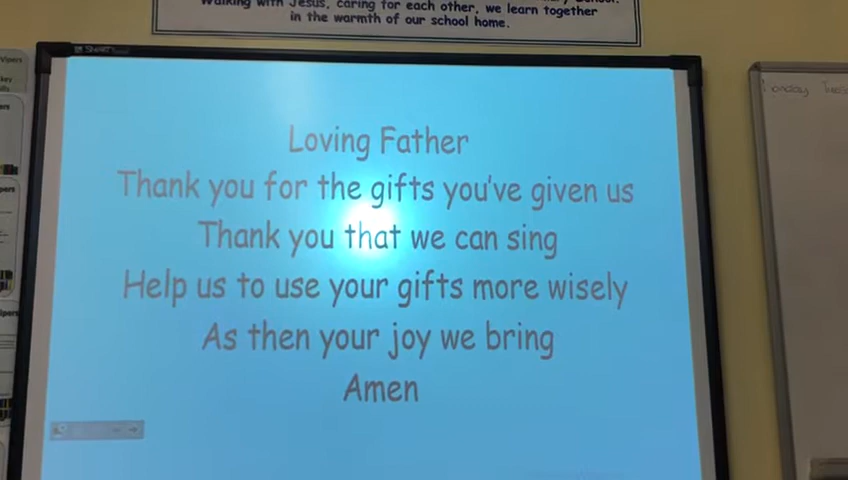 Walking with Jesus, caring for each other, we learn together
in the warmth of our school home.
SMART
Loving Father
Thank you for the gifts you've given us
Thank you that we can sing
Help us to use your gifts more wisely
As then your joy we bring
Amen
Monday